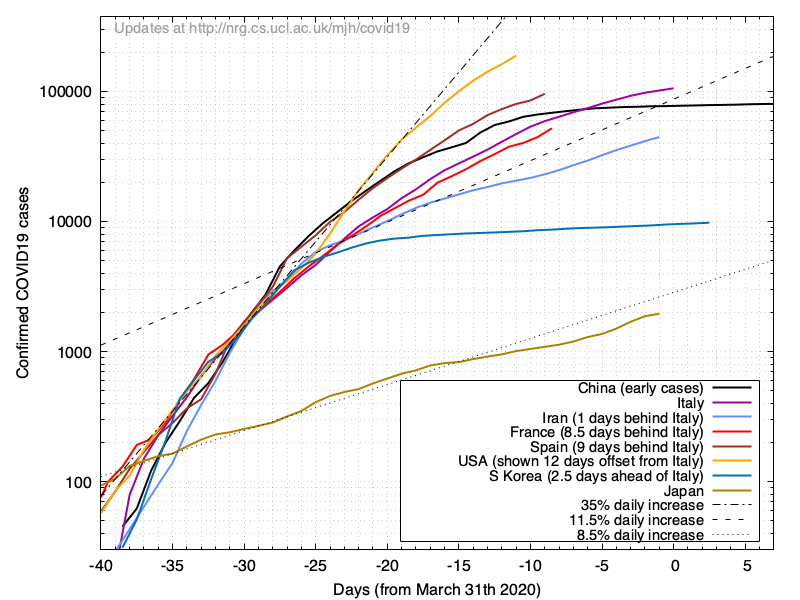 Updates at http://nrg.cs.ucl.ac.uk/mjh/covid19
Confirmed COVID19 cases
100000
10000
1000
100
China (early cases)
Italy
Iran (1 days behind Italy)
France (8.5 days behind Italy)
Spain (9 days behind Italy)
USA (shown 12 days offset from Italy)
S Korea (2.5 days ahead of Italy)
Japan
35% daily increase
11.5% daily increase
8.5% daily increase
-40 -35 -30 -25 -20 -15 -10 -5 0 5
Days (from March 31th 2020)